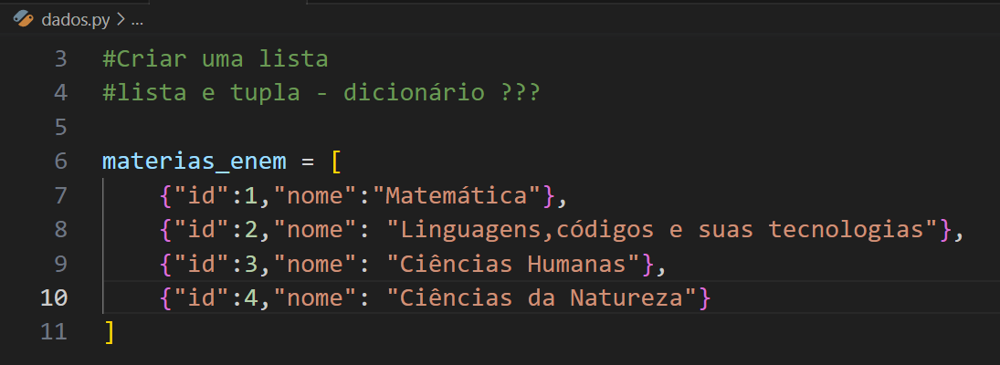 dados.py > ...
3 #Criar uma lista
4 #lista e tupla - dicionário ???
5
6 materias_enem = [
7 {"id":1,"nome":"Matemática"},
8 {"id":2,"nome": "Linguagens,códigos e suas tecnologias"},
9 {"id":3,"nome": "Ciências Humanas"},
10 {"id":4,"nome": "Ciências da Natureza"}
11 ]